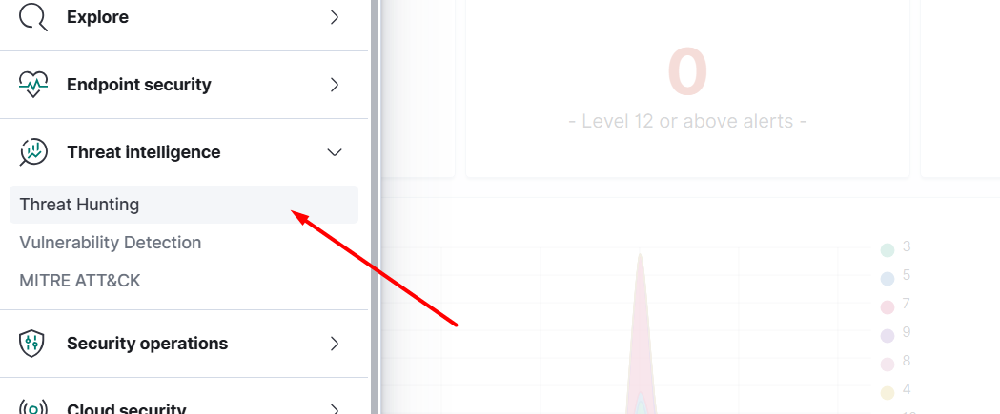 Explore
Endpoint security
Threat intelligence
Threat Hunting
Vulnerability Detection
MITRE ATT&CK
Security operations
Cloud security
0
- Level 12 or above alerts -
3
5
7
9
8
4